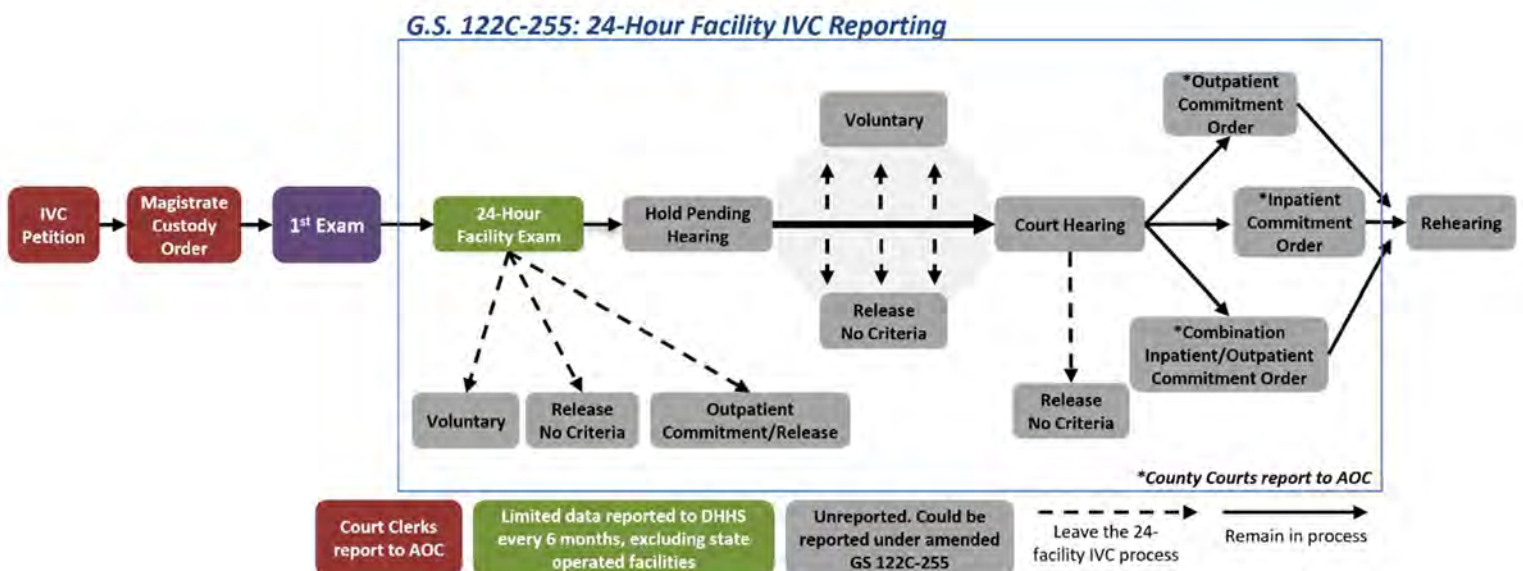 G.S. 122C-255: 24-Hour Facility IVC Reporting
IVC
Petition
Magistrate
Custody
Order
1st Exam
24-Hour
Facility Exam
Voluntary
Release
No Criteria
Outpatient
Commitment/Release
Hold Pending
Hearing
Voluntary
Release
No Criteria
Court Hearing
Release
No Criteria
*Outpatient
Commitment
Order
*Inpatient
Commitment
Order
*Combination
Inpatient/Outpatient
Commitment Order
Rehearing
*County Courts report to AOC
Court Clerks
report to AOC
Limited data reported to DHHS
every 6 months, excluding state
operated facilities
Unreported. Could be
reported under amended
GS 122C-255
Leave the 24-
facility IVC process
Remain in process